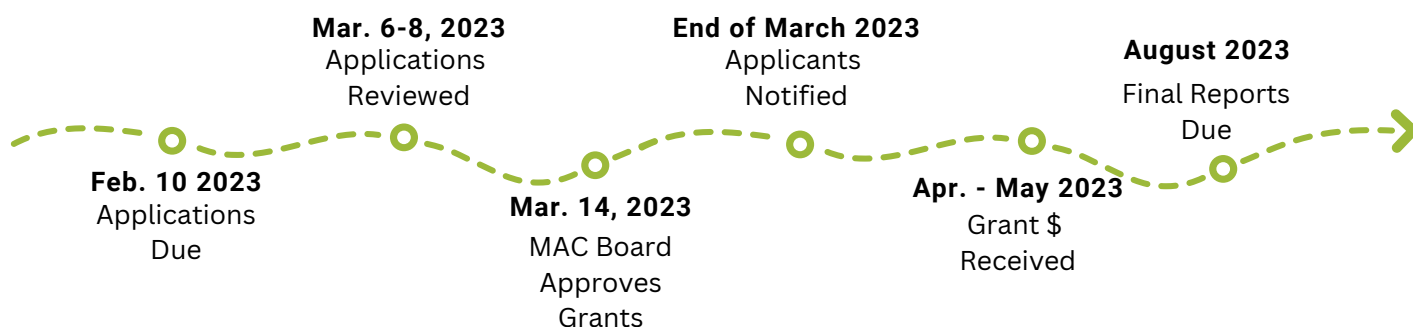 Feb. 10 2023
Applications
Due
Mar. 6-8, 2023
Applications
Reviewed
Mar. 14, 2023
MAC Board
Approves
Grants
End of March 2023
Applicants
Notified
Apr. - May 2023
Grant $
Received
August 2023
Final Reports
Due